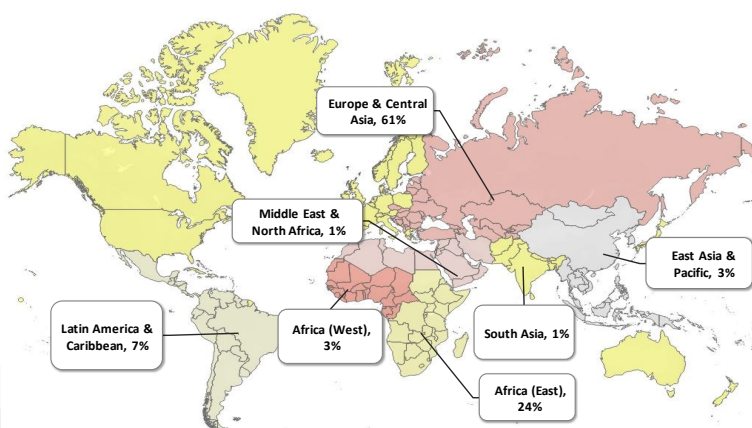 Europe & Central
Asia, 61%
Middle East &
North Africa, 1%
East Asia &
Pacific, 3%
Latin America &
Caribbean, 7%
Africa (West),
3%
South Asia, 1%
Africa (East),
24%